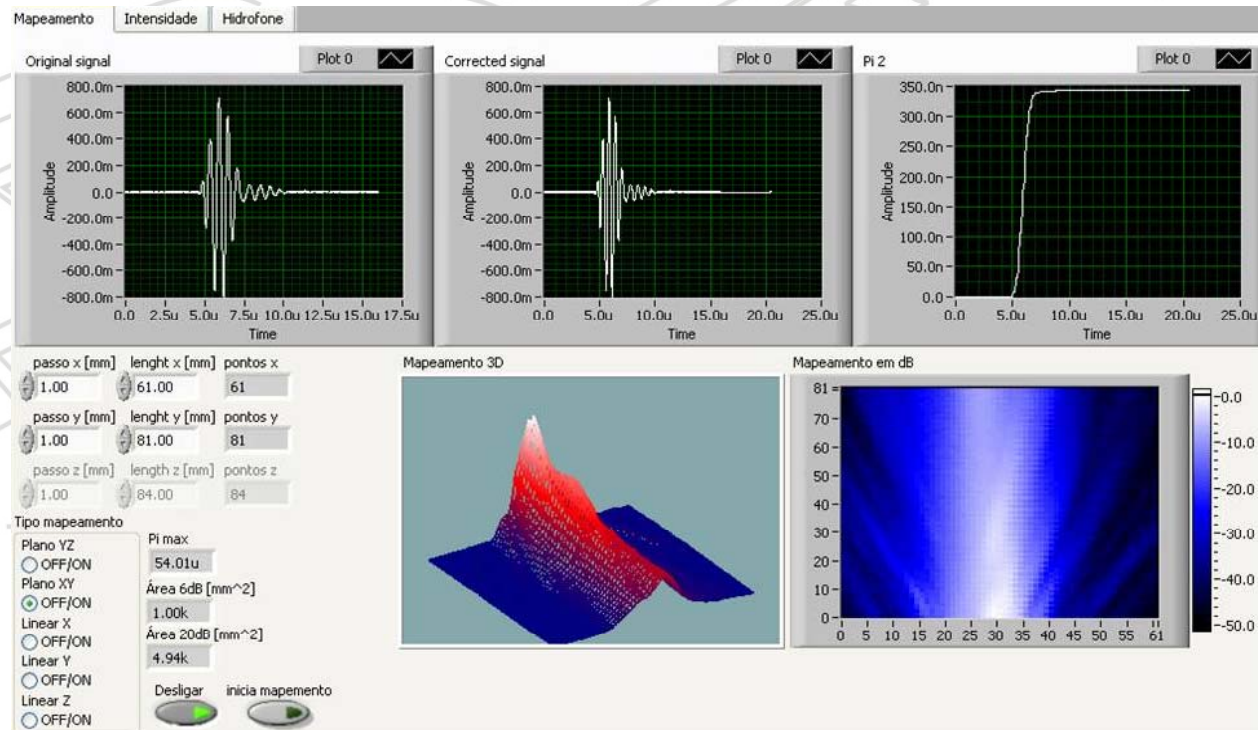 Mapeamento Intensidade Hidrofone
Original signal Plot 0
800.0m
600.0m
400.0m
200.0m
0.0
-200.0m
-400.0m
-600.0m
-800.0m
Amplitude
0.0 2.5u 5.0u 7.5u 10.0u 12.5u 15.0u 17.5u
Time
Corrected signal Plot 0
800.0m
600.0m
400.0m
200.0m
0.0
-200.0m
-400.0m
-600.0m
-800.0m
Amplitude
0.0 5.0u 10.0u 15.0u 20.0u 25.0u
Time
Pi 2 Plot 0
350.0n
300.0n
250.0n
200.0n
150.0n
100.0n
50.0n
0.0
Amplitude
0.0 5.0u 10.0u 15.0u 20.0u 25.0u
Time
passo x [mm] lenght x [mm] pontos x
1.00 61.00 61
passo y [mm] lenght y [mm] pontos y
1.00 81.00 81
passo z [mm] length z [mm] pontos z
1.00 84.00 84
Tipo mapeamento
Plano YZ
OFF/ON
Plano XY
OFF/ON
Linear X
OFF/ON
Linear Y
OFF/ON
Linear Z
OFF/ON
Pi max
54.01u
Área 6dB [mm^2]
1.00k
Área 20dB [mm^2]
4.94k
Desligar inicia mapemento
Mapeamento 3D
Mapeamento em dB
81
70
60
50
40
30
20
10
0
0 5 10 15 20 25 30 35 40 45 50 55 61
-0.0
-10.0
-20.0
-30.0
-40.0
-50.0